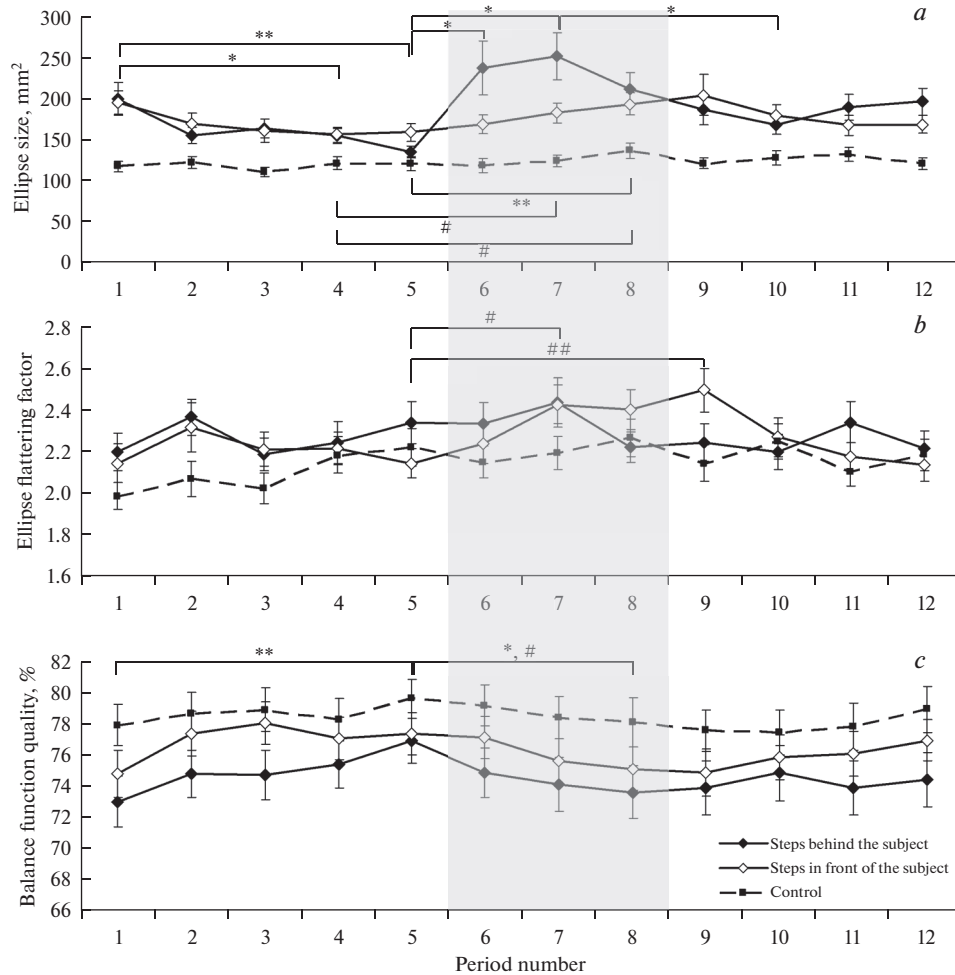 a
300
250
200
150
100
50
0
Ellipse size, mm²
** * * * *
** # #
1 2 3 4 5 6 7 8 9 10 11 12
b
2.8
2.6
2.4
2.2
2.0
1.8
1.6
Ellipse flattering factor
#
##
1 2 3 4 5 6 7 8 9 10 11 12
c
82
80
78
76
74
72
70
68
66
Balance function quality, %
** *, #
Steps behind the subject
Steps in front of the subject
Control
1 2 3 4 5 6 7 8 9 10 11 12
Period number